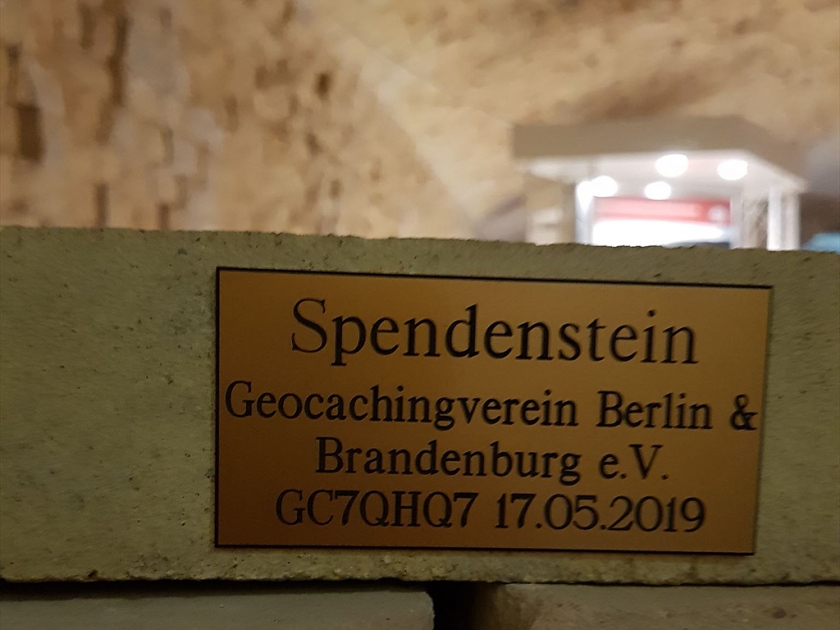 Spendenstein
Geocachingverein Berlin &
Brandenburg e.V.
GC7QHQ7 17.05.2019